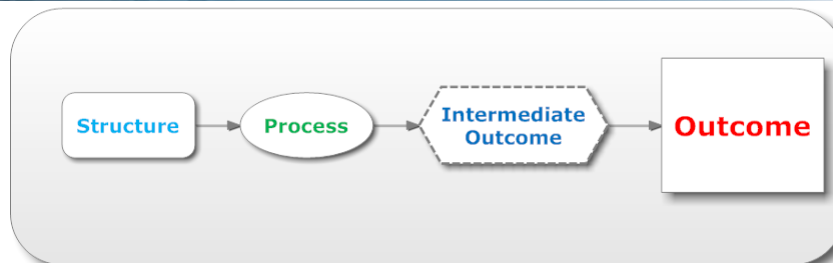 Structure
Process
Intermediate
Outcome
Outcome